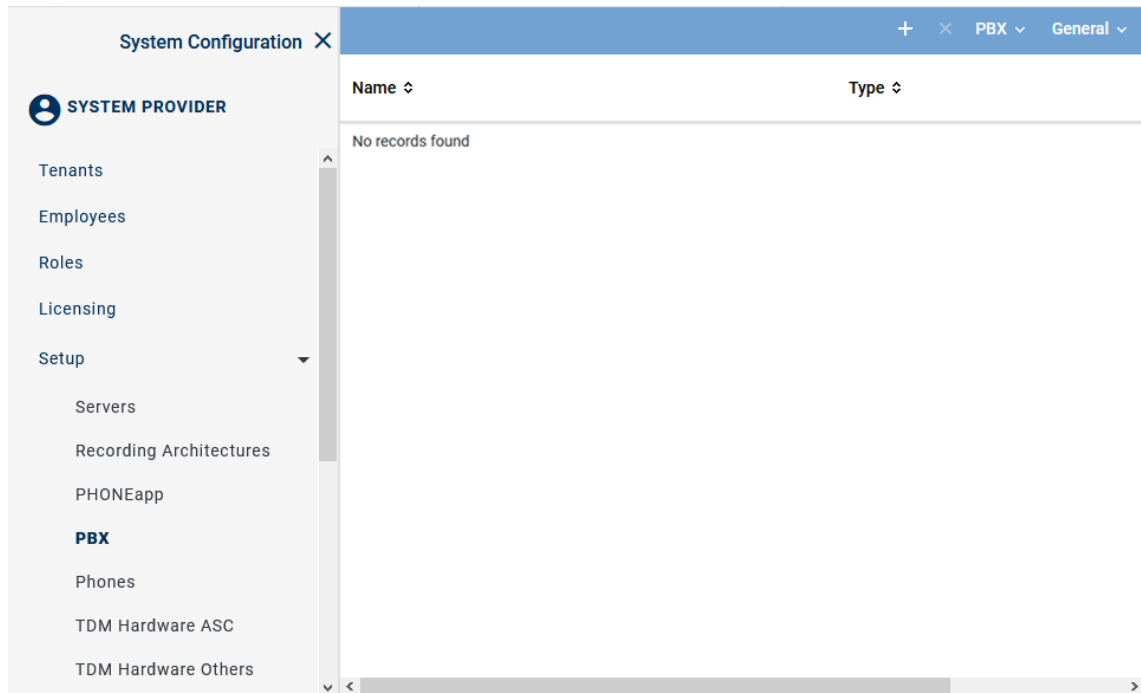 System Configuration
SYSTEM PROVIDER
Tenants
Employees
Roles
Licensing
Setup
Servers
Recording Architectures
PHONEapp
PBX
Phones
TDM Hardware ASC
TDM Hardware Others
PBX General
Name Type
No records found